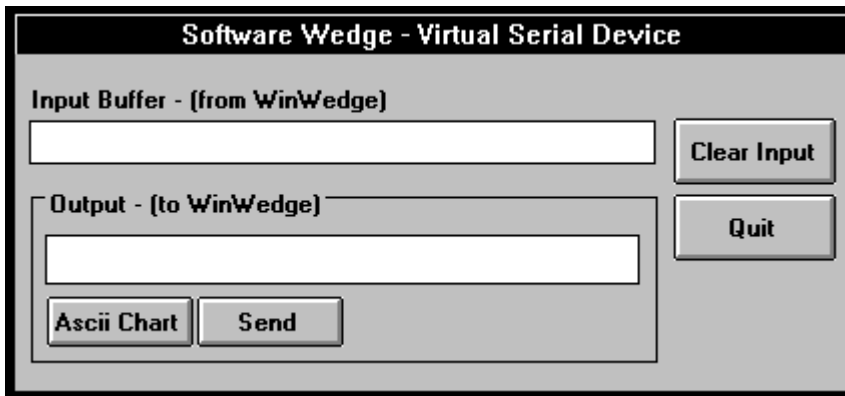 Software Wedge - Virtual Serial Device
Input Buffer - (from WinWedge)
Clear Input
Output - (to WinWedge)
Quit
Ascii Chart
Send